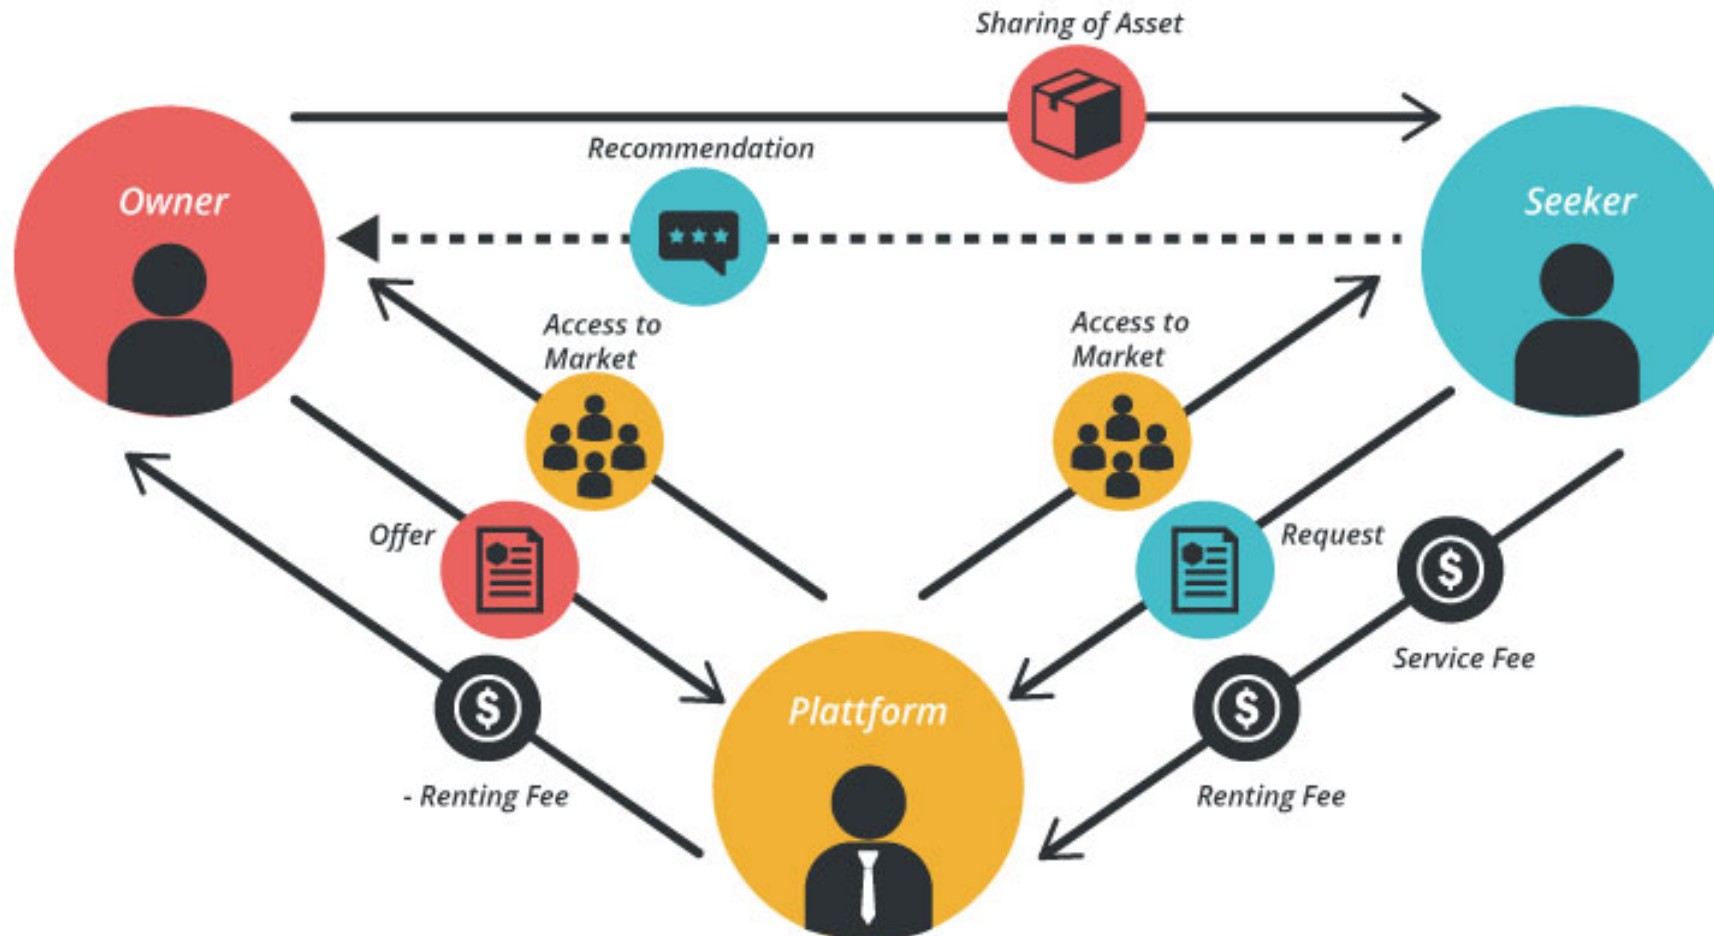 Sharing of Asset
Recommendation
Owner
Seeker
Access to
Market
Access to
Market
Offer
Request
Service Fee
Plattform
- Renting Fee
Renting Fee